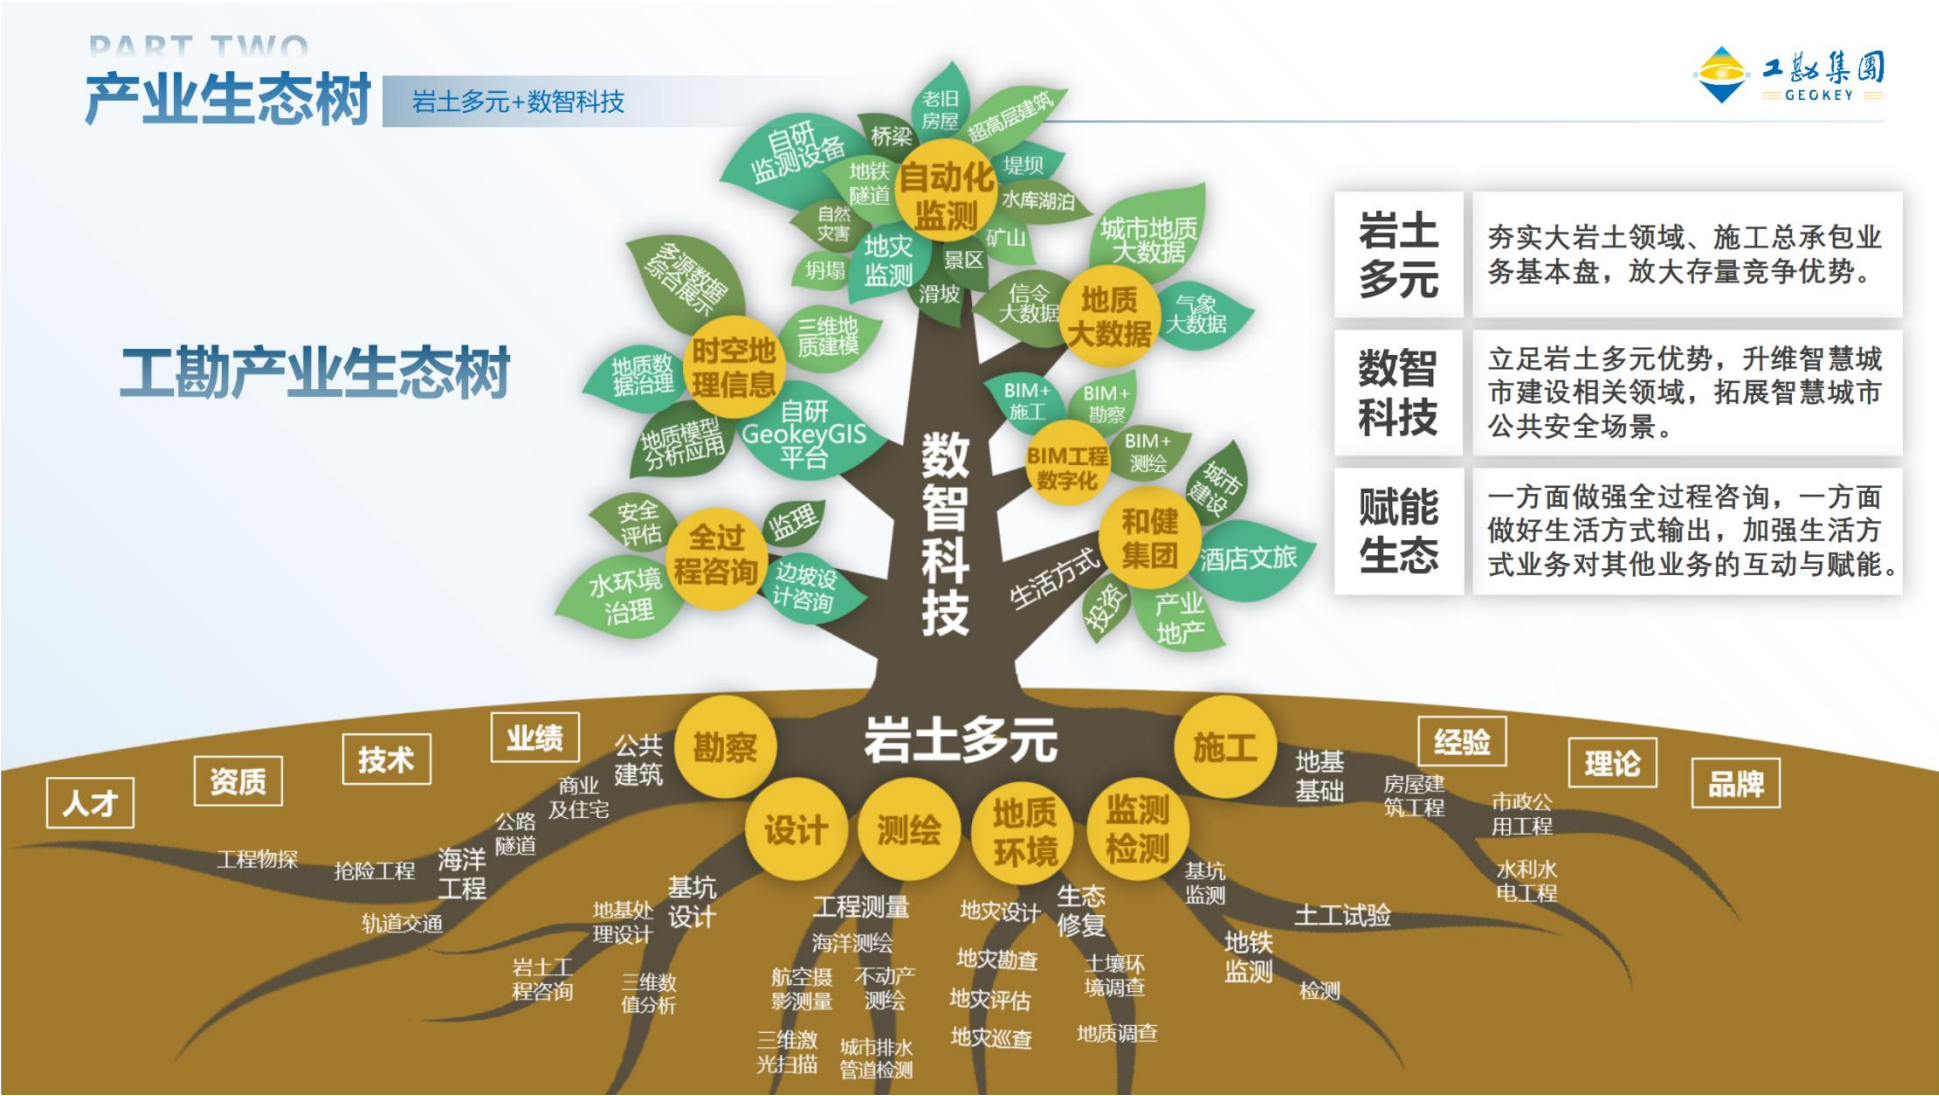 PART TWO
产业生态树
岩土多元+数智科技
工勘集团
GEOKEY
工勘产业生态树
老旧
房屋
超高层建筑
桥梁
自研
监测设备
地铁
隧道
自动化
监测
堤坝
水库湖泊
自然
灾害
地灾
监测
矿山
景区
坍塌
滑坡
城市地质
大数据
信令
大数据
地质
大数据
气象
大数据
多源数据
综合展示
时空地
理信息
三维地
质建模
地质数
据治理
地质模型
分析应用
自研
GeokeyGIS
平台
BIM+
施工
BIM+
勘察
BIM工程
数字化
BIM+
测绘
安全
评估
全过
程咨询
监理
水环境
治理
边坡设
计咨询
城市
建设
和健
集团
酒店文旅
生活方式
投资
产业
地产
数
智
科
技
岩土
多元
夯实大岩土领域、施工总承包业
务基本盘，放大存量竞争优势。
数智
科技
立足岩土多元优势，升维智慧城
市建设相关领域，拓展智慧城市
公共安全场景。
赋能
生态
一方面做强全过程咨询，一方面
做好生活方式输出，加强生活方
式业务对其他业务的互动与赋能。
岩土多元
人才
资质
技术
业绩
经验
理论
品牌
勘察
公共
建筑
商业
及住宅
公路
隧道
海洋
工程
抢险工程
工程物探
轨道交通
设计
基坑
设计
地基处
理设计
岩土工
程咨询
三维数
值分析
测绘
工程测量
海洋测绘
航空摄
影测量
不动产
测绘
三维激
光扫描
城市排水
管道检测
地质
环境
地灾设计
生态
修复
地灾勘查
地灾评估
地灾巡查
土壤环
境调查
地质调查
监测
检测
基坑
监测
土工试验
地铁
监测
检测
施工
地基
基础
房屋建
筑工程
市政公
用工程
水利水
电工程